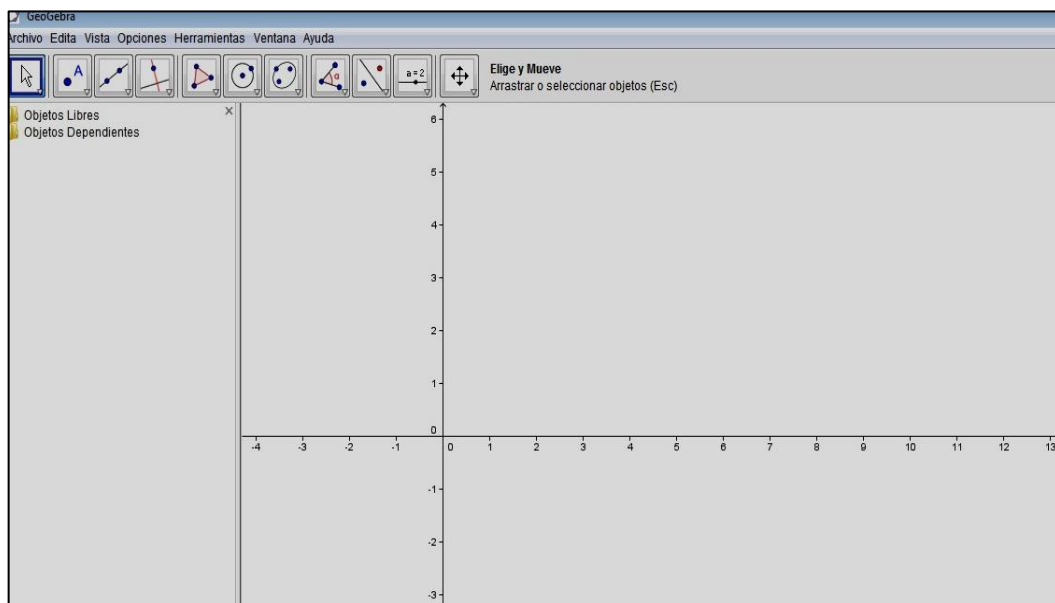 GeoGebra
Archivo Edita Vista Opciones Herramientas Ventana Ayuda
A
α
a=2
Elige y Mueve
Arrastrar o seleccionar objetos (Esc)
Objetos Libres
Objetos Dependientes
6
5
4
3
2
1
0
-4 -3 -2 -1 0 1 2 3 4 5 6 7 8 9 10 11 12 13
-1
-2
-3